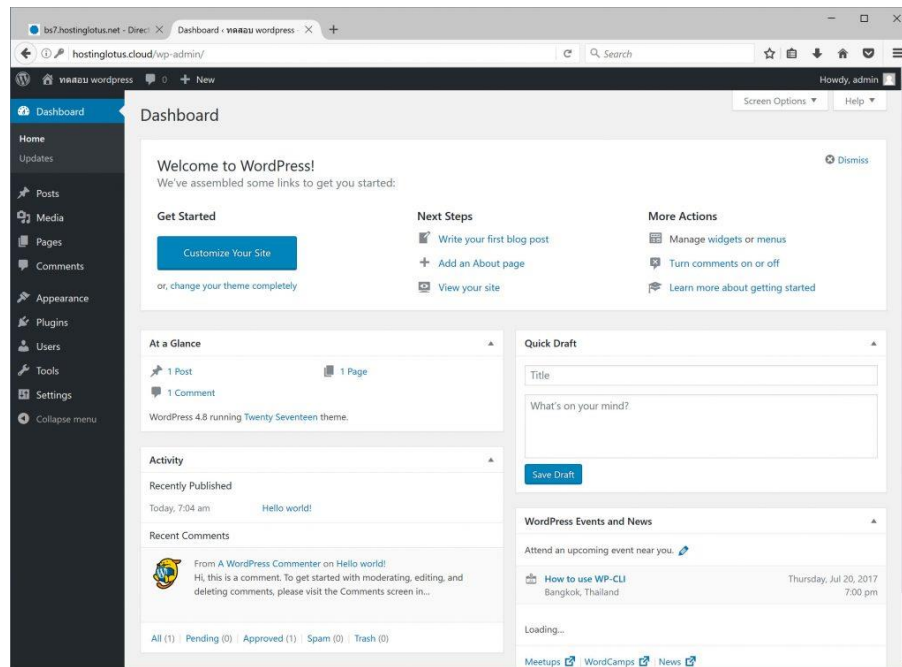 bs7.hostinglotus.net - Direct
Dashboard ‹ ทดสอบ wordpress -
hostinglotus.cloud/wp-admin/
Search
ทดสอบ wordpress 0 + New
Howdy, admin
Screen Options ▼
Help ▼
Dashboard
Home
Updates
Posts
Media
Pages
Comments
Appearance
Plugins
Users
Tools
Settings
Collapse menu
Dashboard
Welcome to WordPress!
Dismiss
We've assembled some links to get you started:
Get Started
Customize Your Site
or, change your theme completely
Next Steps
Write your first blog post
Add an About page
View your site
More Actions
Manage widgets or menus
Turn comments on or off
Learn more about getting started
At a Glance
1 Post
1 Page
1 Comment
WordPress 4.8 running Twenty Seventeen theme.
Activity
Recently Published
Today, 7:04 am Hello world!
Recent Comments
From A WordPress Commenter on Hello world!
Hi, this is a comment. To get started with moderating, editing, and
deleting comments, please visit the Comments screen in...
All (1) | Pending (0) | Approved (1) | Spam (0) | Trash (0)
Quick Draft
Title
What's on your mind?
Save Draft
WordPress Events and News
Attend an upcoming event near you.
How to use WP-CLI
Bangkok, Thailand
Thursday, Jul 20, 2017
7:00 pm
Loading...
Meetups | WordCamps | News